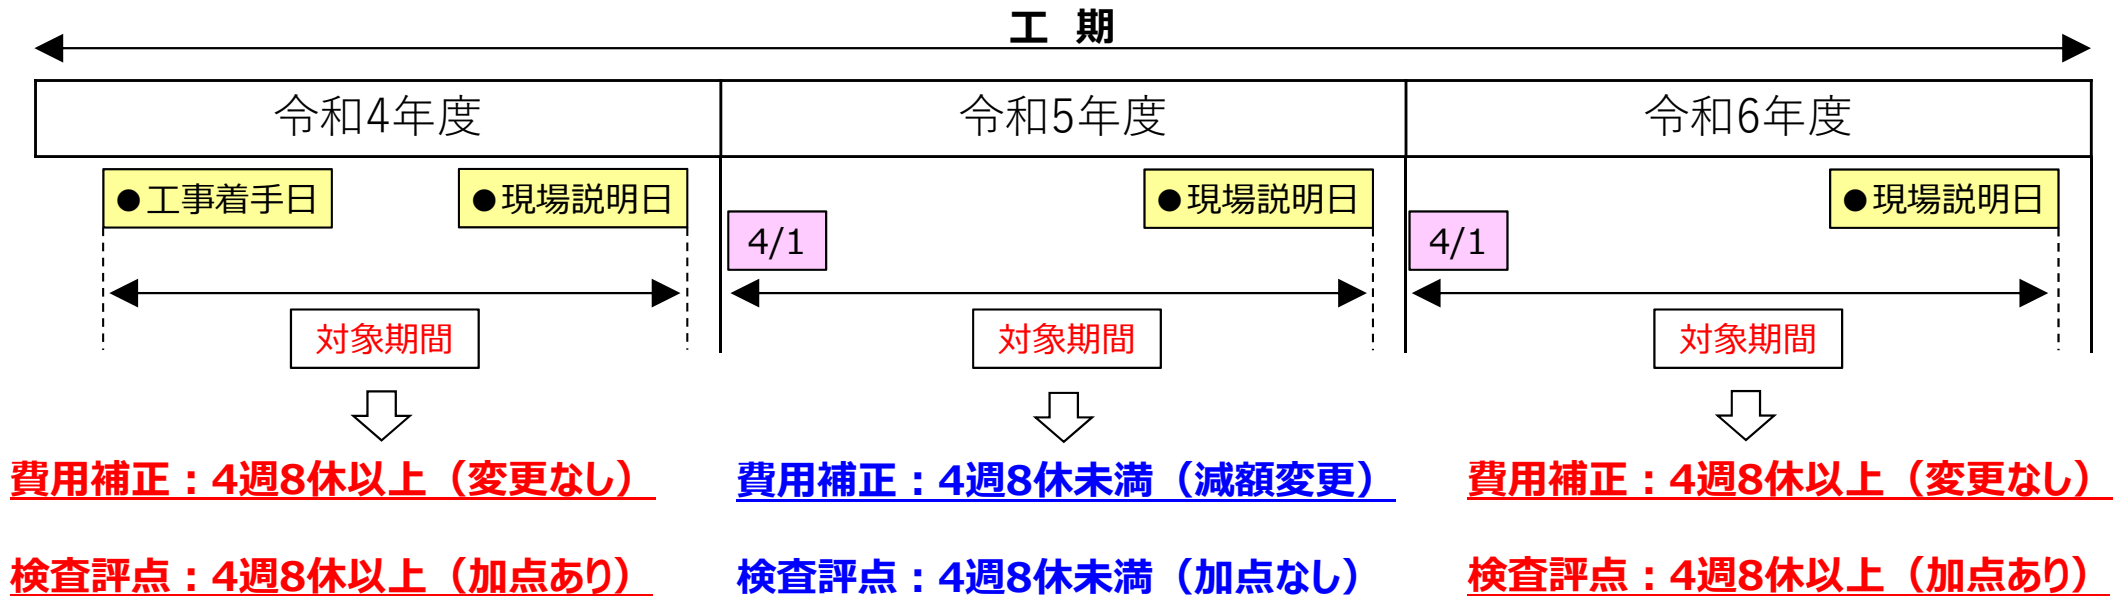 工 期
令和4年度
令和5年度
令和6年度
●工事着手日
●現場説明日
●現場説明日
●現場説明日
4/1
4/1
対象期間
対象期間
対象期間
費用補正：4週8休以上（変更なし）
費用補正：4週8休未満（減額変更）
費用補正：4週8休以上（変更なし）
検査評点：4週8休以上（加点あり）
検査評点：4週8休未満（加点なし）
検査評点：4週8休以上（加点あり）